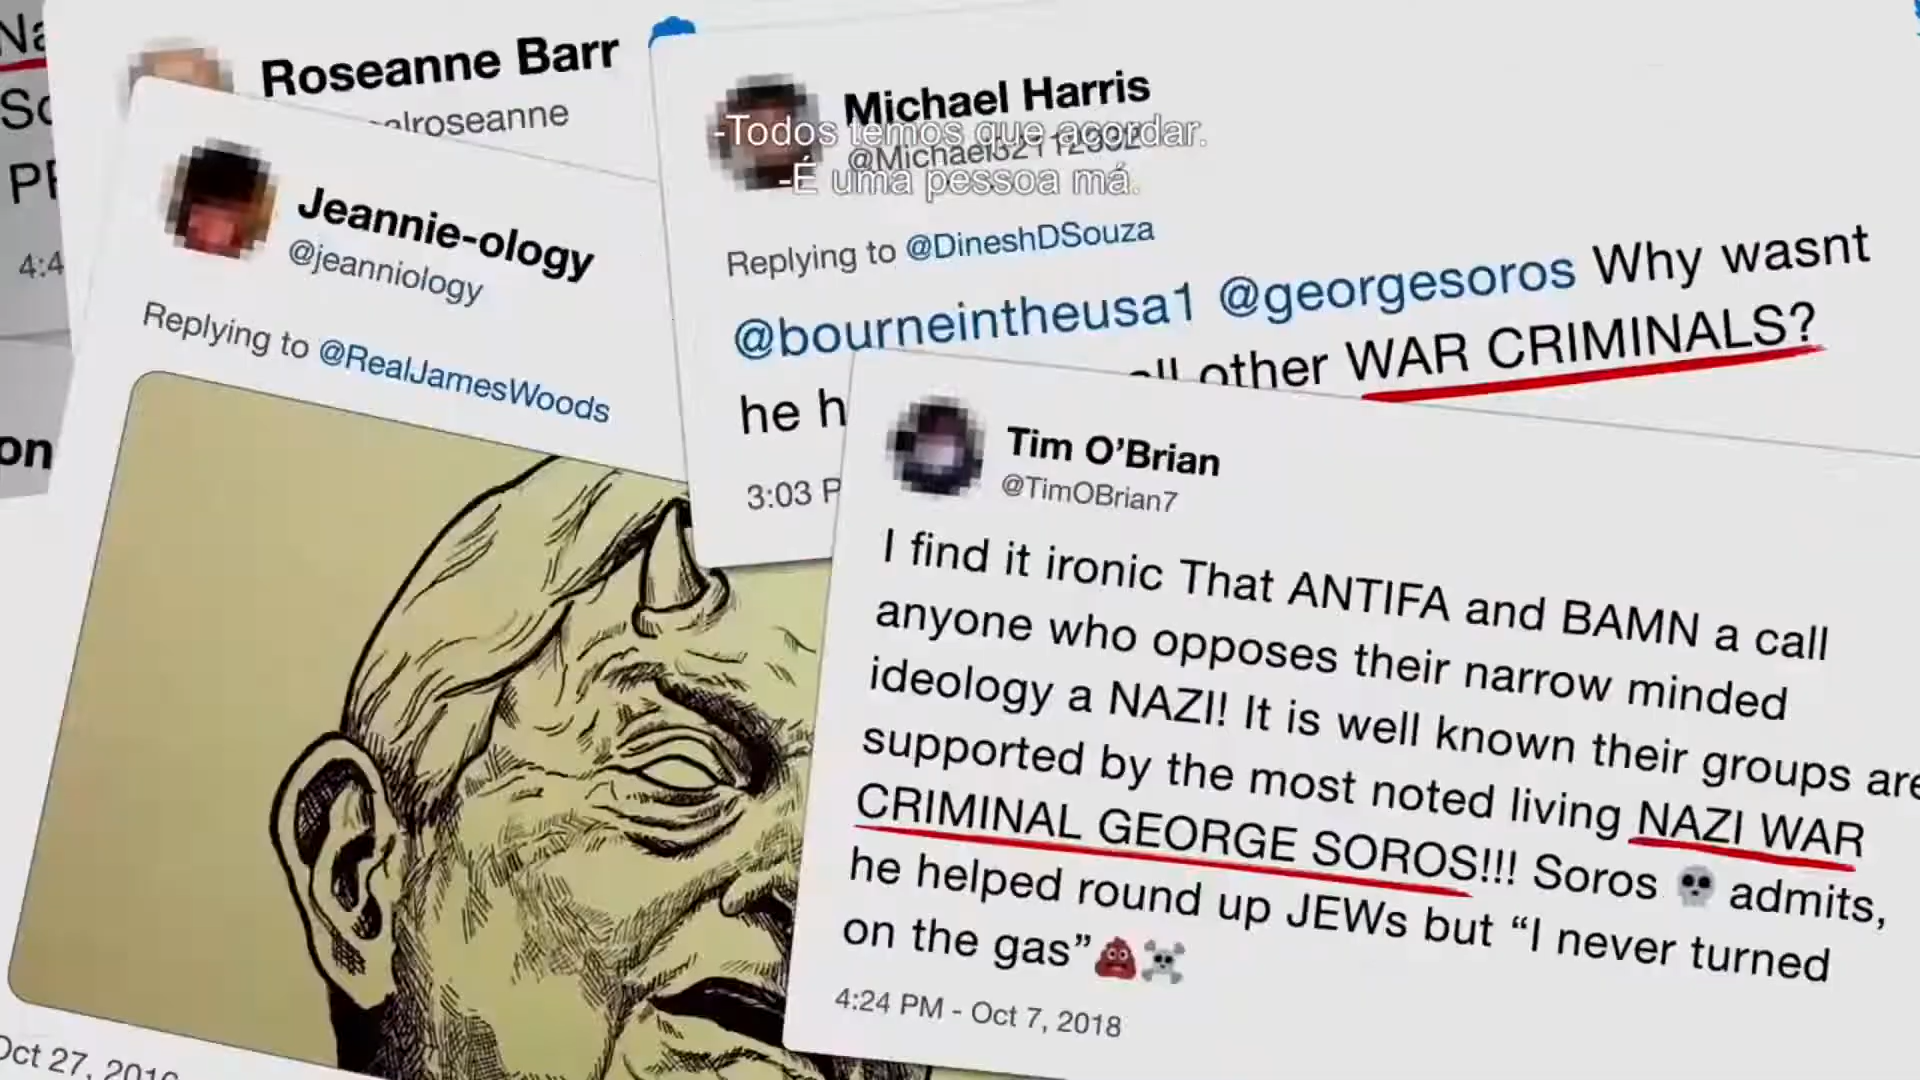 Roseanne Barr
alroseanne
4:4
on
Jeannie-ology
@jeanniology
Replying to @RealJamesWoods
Oct 27, 201
Michael Harris
-Todos temos que acordar.
-É uma pessoa má.
Replying to @DineshDSouza
@bourneintheusa1 @georgesoros Why wasnt
he h all other WAR CRIMINALS?
3:03 P
Tim O’Brian
@TimOBrian7
I find it ironic That ANTIFA and BAMN a call
anyone who opposes their narrow minded
ideology a NAZI! It is well known their groups are
supported by the most noted living NAZI WAR
CRIMINAL GEORGE SOROS!!! Soros 💀 admits,
he helped round up JEWs but “I never turned
on the gas”💩☠️
4:24 PM - Oct 7, 2018